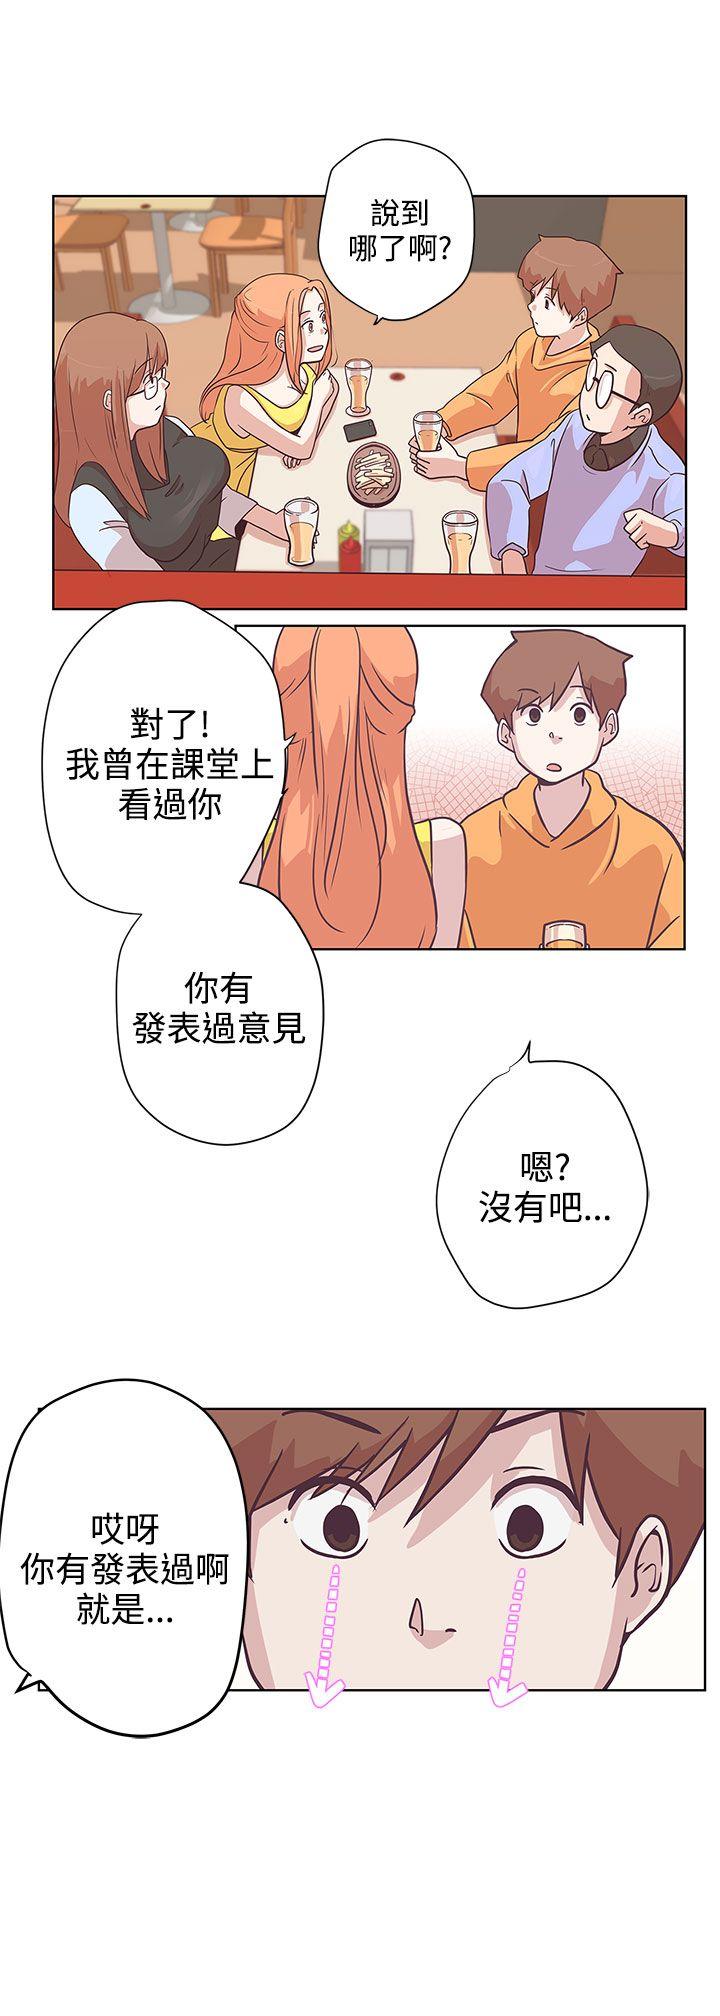 說到
哪了啊?
對了!
我曾在課堂上
看過你
你有
發表過意見
嗯?
沒有吧...
哎呀
你有發表過啊
就是...